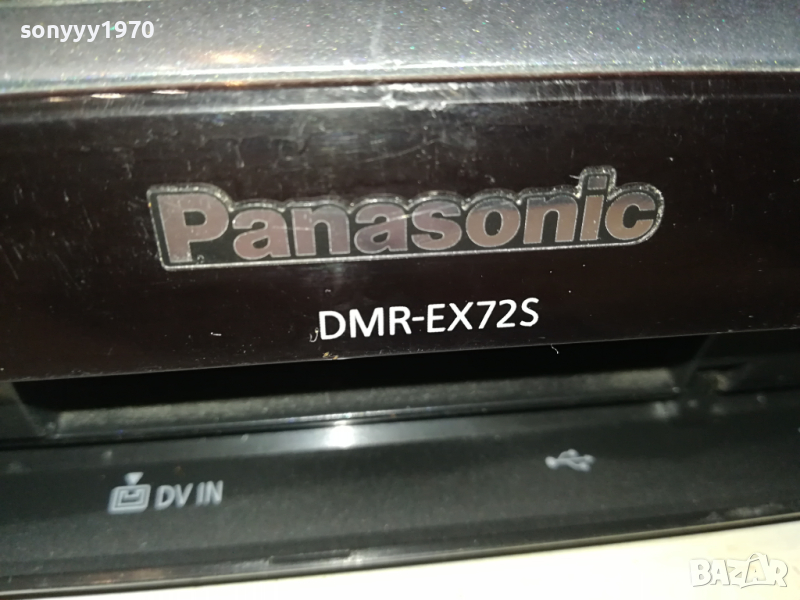 sonyyy1970
Panasonic
DMR-EX72S
DV IN
BAZAR